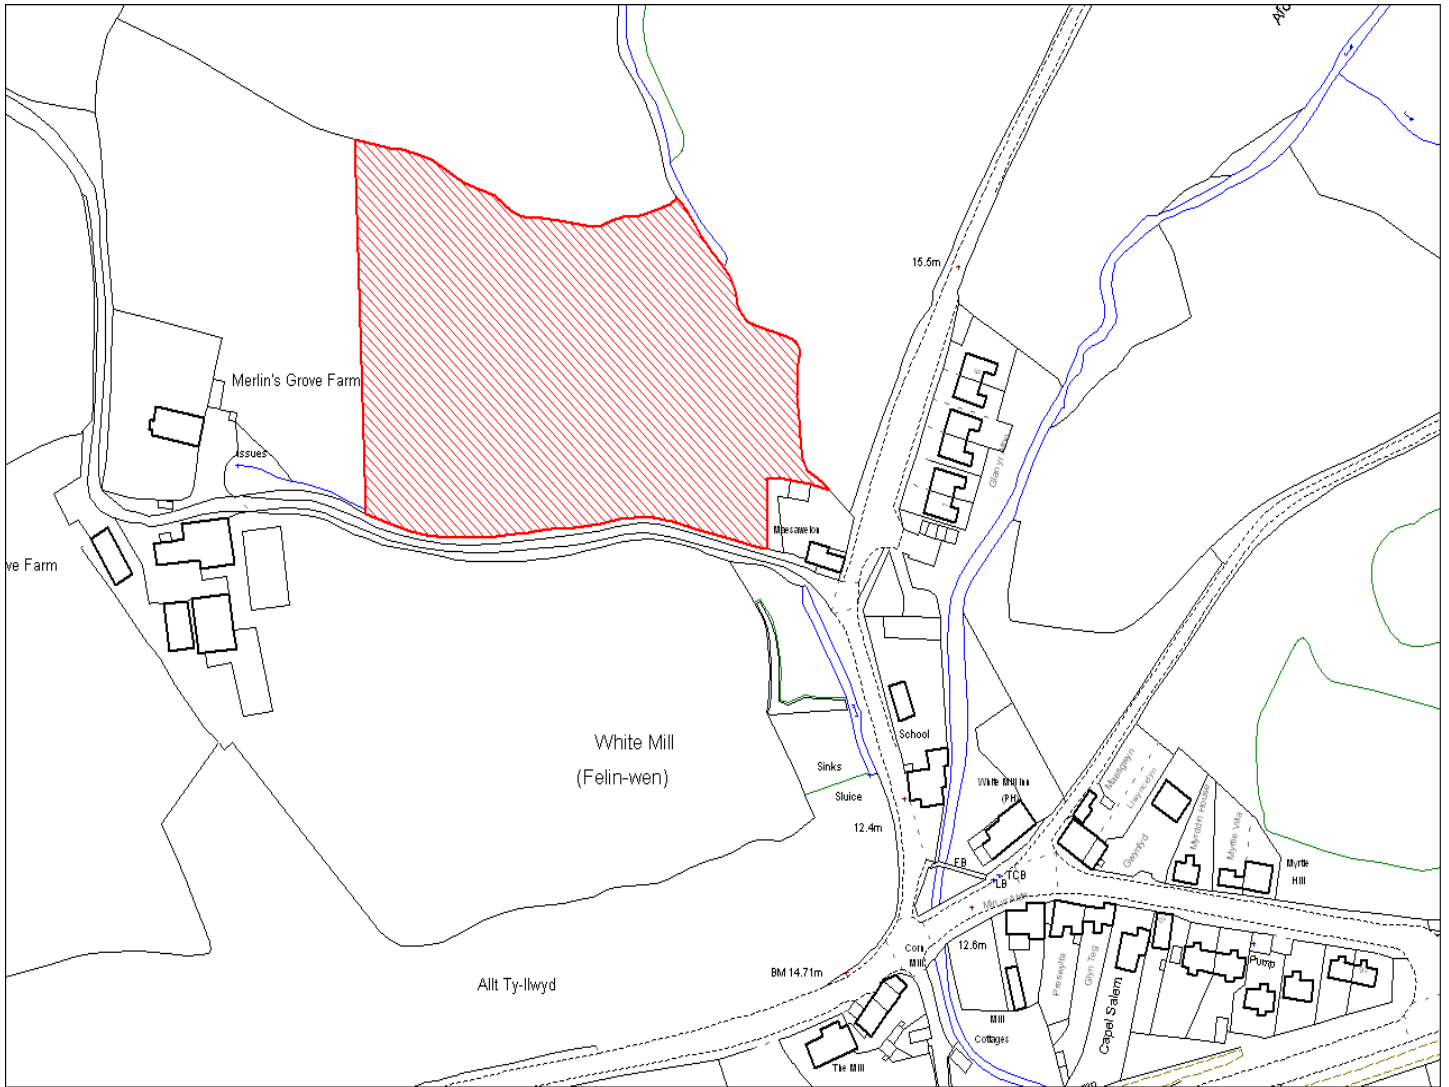 15.5m
Merlin's Grove Farm
Issues
Maesawelon
ve Farm
White Mill
(Felin-wen)
School
Sinks
Sluice
White Mill Inn
(PH)
12.4m
Maesgwyn
Llwyncelyn
Gwynfyd
Myrddin House
Myrtle Villa
Myrtle
Hill
FB
TCB
LB
Corn
Mill
12.6m
BM 14.71m
Preswylfa
Glyn Teg
Capel Salem
Pump
Allt Ty-llwyd
Mill
Cottages
The Mill